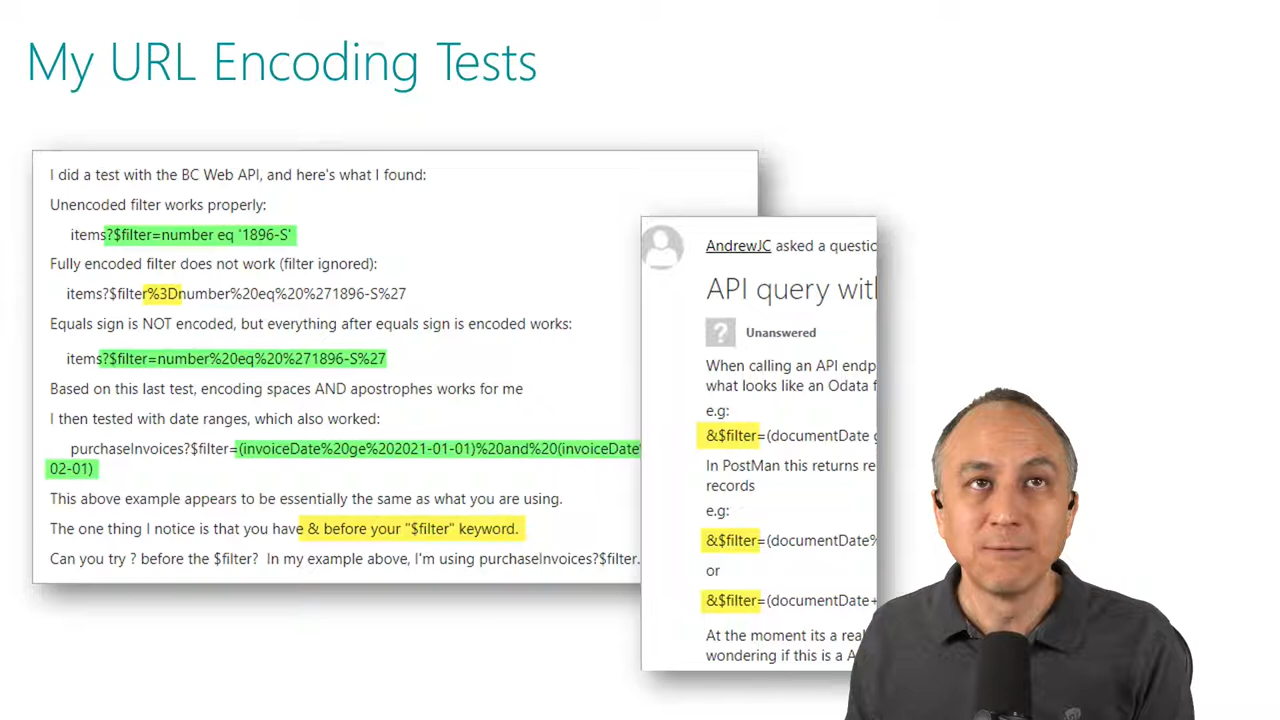 My URL Encoding Tests
I did a test with the BC Web API, and here's what I found:
Unencoded filter works properly:
items?$filter=number eq '1896-S'
Fully encoded filter does not work (filter ignored):
items?$filter%3Dnumber%20eq%20%271896-S%27
Equals sign is NOT encoded, but everything after equals sign is encoded works:
items?$filter=number%20eq%20%271896-S%27
Based on this last test, encoding spaces AND apostrophes works for me
I then tested with date ranges, which also worked:
purchaseInvoices?$filter=(invoiceDate%20ge%202021-01-01)%20and%20(invoiceDate
02-01)
This above example appears to be essentially the same as what you are using.
The one thing I notice is that you have & before your "$filter" keyword.
Can you try ? before the $filter? In my example above, I'm using purchaseInvoices?$filter.
AndrewJC asked a questic
API query with
?
Unanswered
When calling an API endp
what looks like an Odata f
e.g:
&$filter=(documentDate g
In PostMan this returns re
records
e.g:
&$filter=(documentDate%
or
&$filter=(documentDate+
At the moment its a real
wondering if this is a A